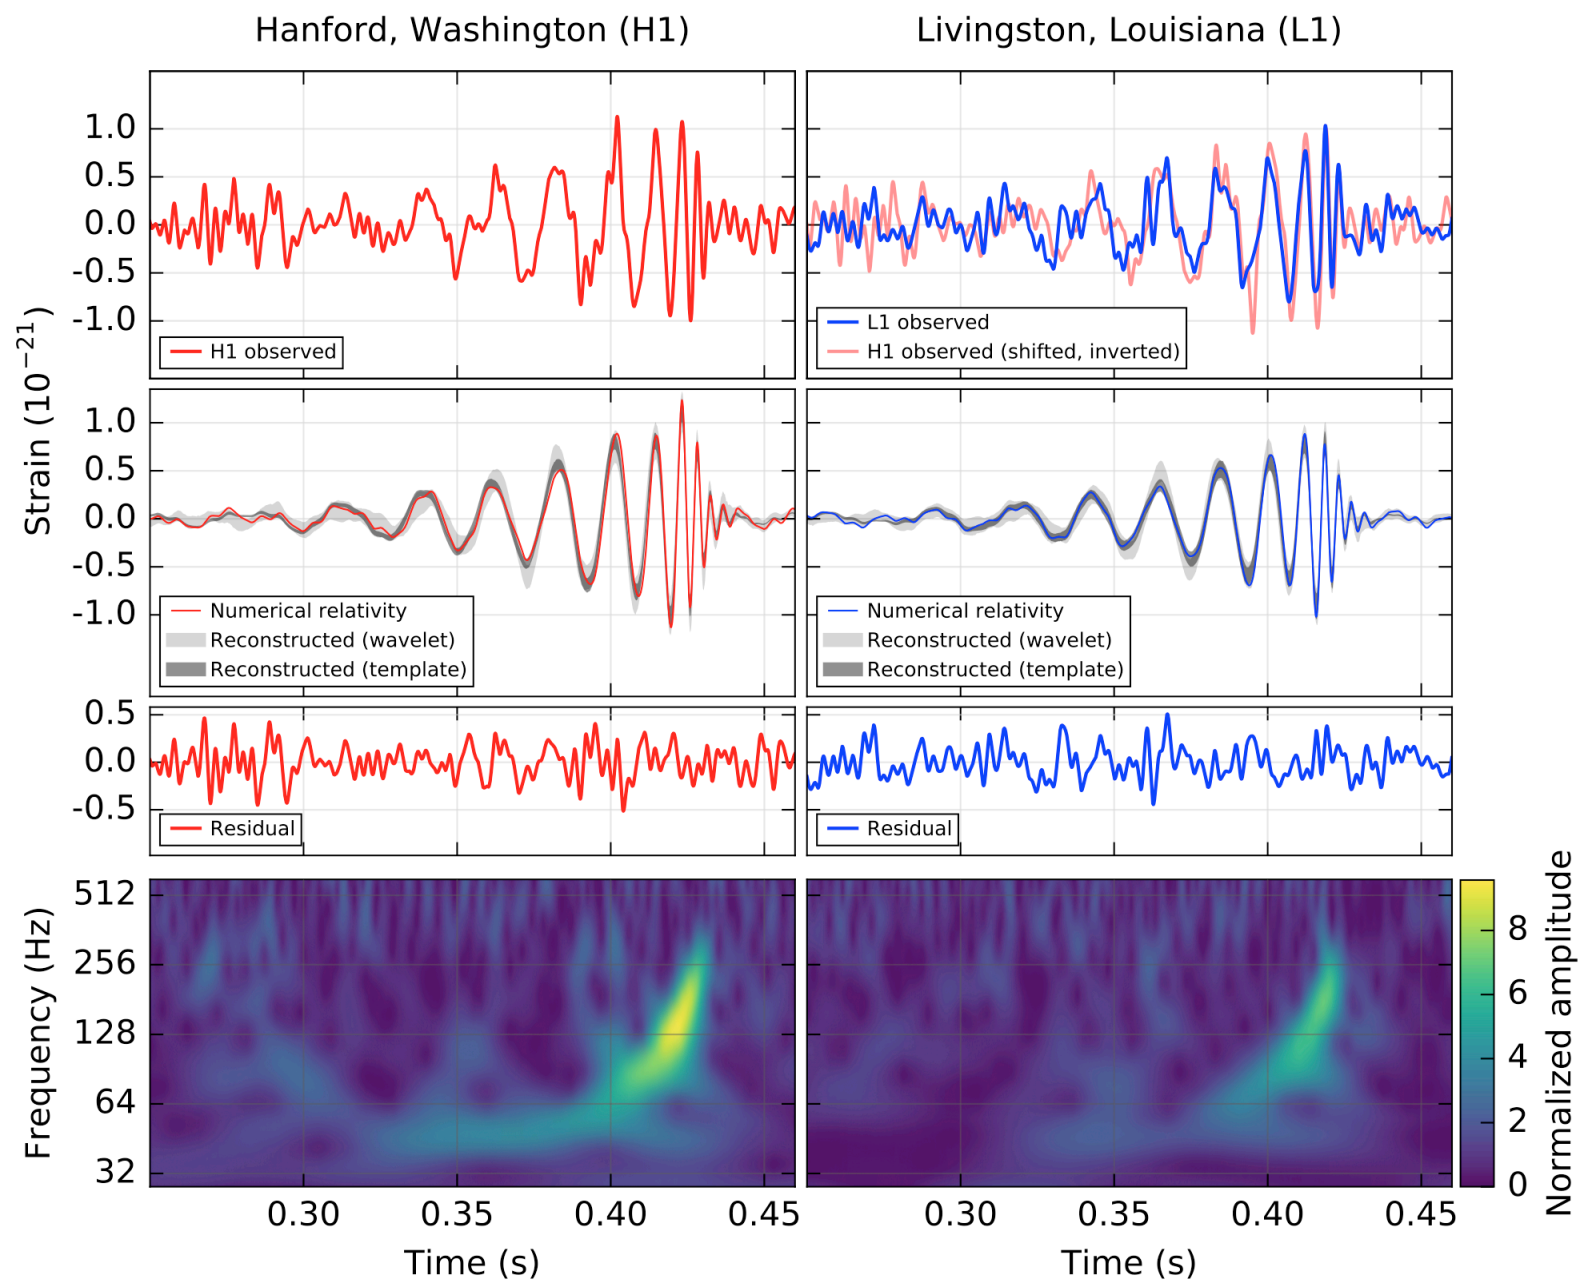 Hanford, Washington (H1)
Livingston, Louisiana (L1)
Strain (10⁻²¹)
1.0
0.5
0.0
-0.5
-1.0
H1 observed
L1 observed
H1 observed (shifted, inverted)
1.0
0.5
0.0
-0.5
-1.0
Numerical relativity
Reconstructed (wavelet)
Reconstructed (template)
Numerical relativity
Reconstructed (wavelet)
Reconstructed (template)
0.5
0.0
-0.5
Residual
Residual
Frequency (Hz)
512
256
128
64
32
0.30 0.35 0.40 0.45
Time (s)
0.30 0.35 0.40 0.45
Time (s)
8
6
4
2
0
Normalized amplitude